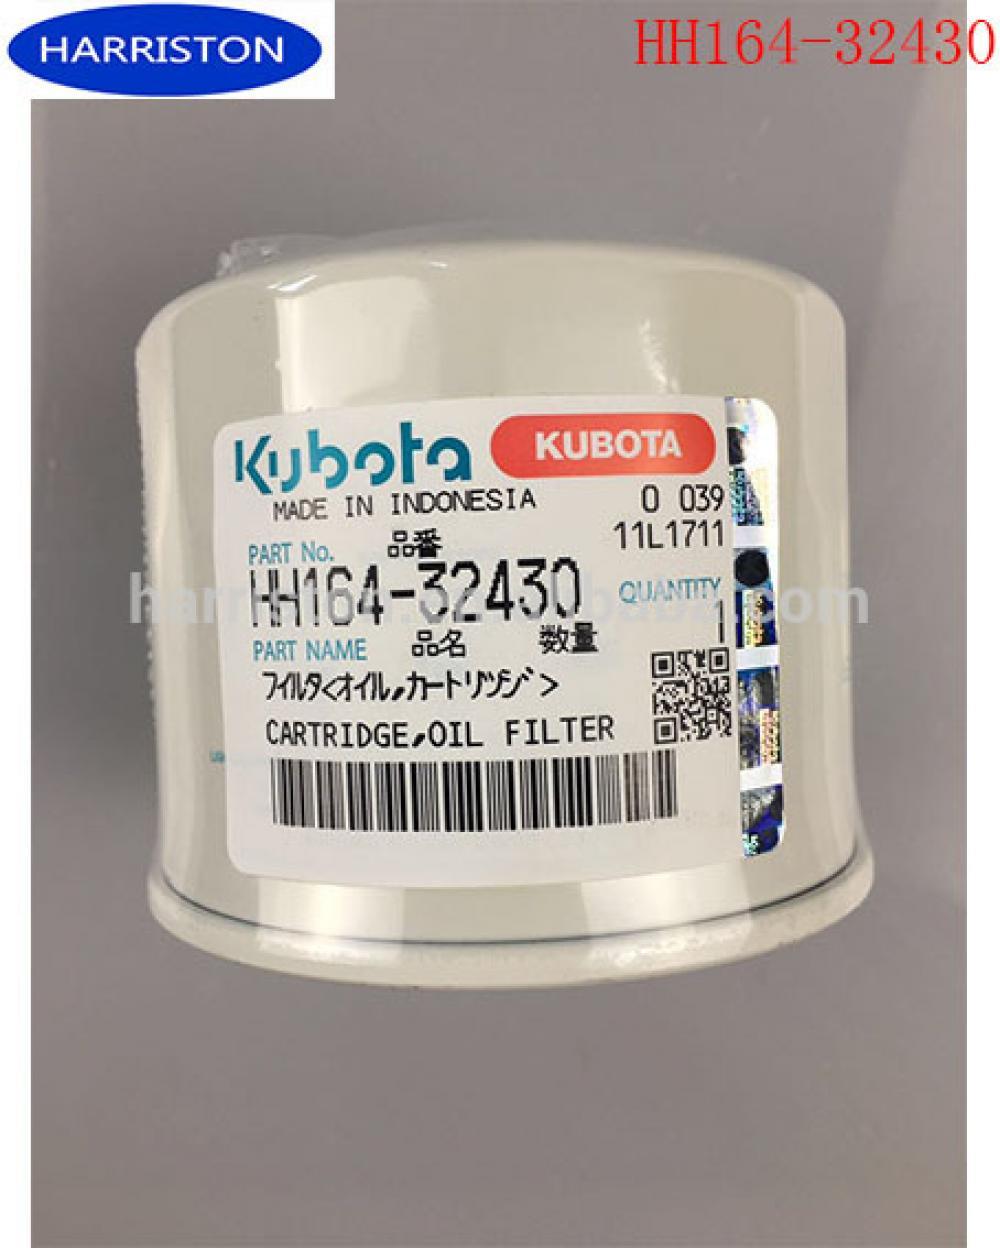 HARRISTON
HH164-32430
Kubota KUBOTA
MADE IN INDONESIA 0 039
11L1711
PART No. 品番
HH164-32430 QUANTITY
1
PART NAME 品名 数量
フィルタ<オイル,カートリッジ>
CARTRIDGE,OIL FILTER